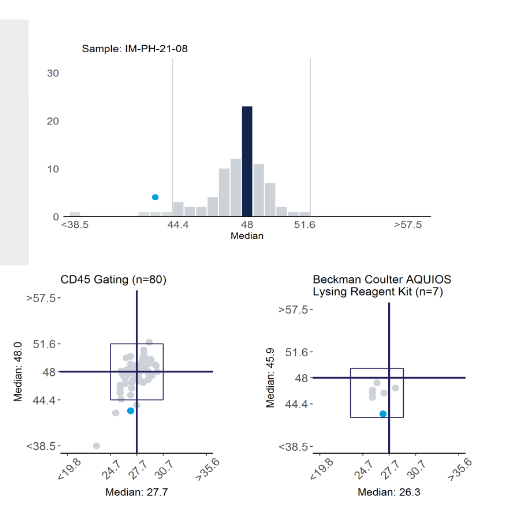 Sample: IM-PH-21-08
30
20
10
0
<38.5 44.4 48 51.6 >57.5
Median
CD45 Gating (n=80)
>57.5
51.6
48
44.4
<38.5
Median: 48.0
<19.8 24.7 27.7 30.7 >35.6
Median: 27.7
Beckman Coulter AQUIOS
Lysing Reagent Kit (n=7)
>57.5
51.6
48
44.4
<38.5
Median: 45.9
<19.8 24.7 27.7 30.7 >35.6
Median: 26.3